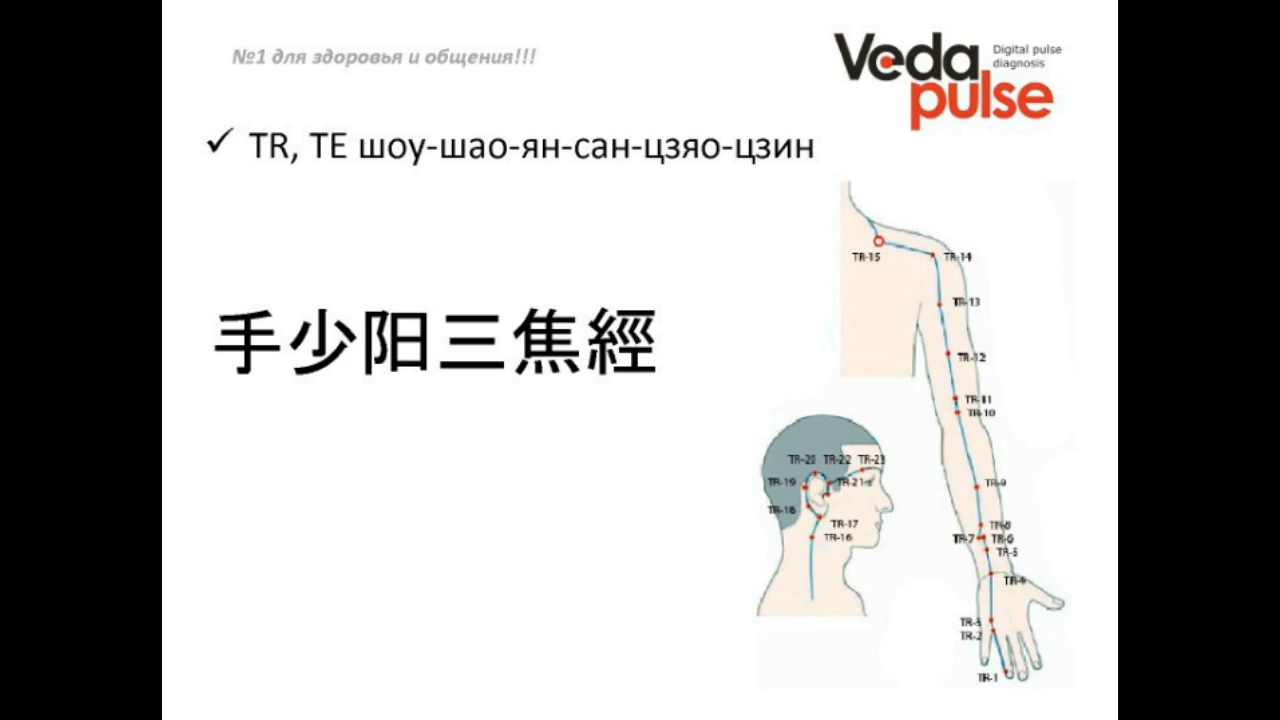 №1 для здоровья и общения!!!
Veda pulse
Digital pulse
diagnosis
✓ TR, TE шоу-шао-ян-сан-цзяо-цзин
手少阳三焦經
TR-15
TR-14
TR-13
TR-12
TR-11
TR-10
TR-9
TR-8
TR-7 TR-6
TR-5
TR-4
TR-3
TR-2
TR-1
TR-20 TR-22 TR-23
TR-19 TR-21
TR-18
TR-17
TR-16